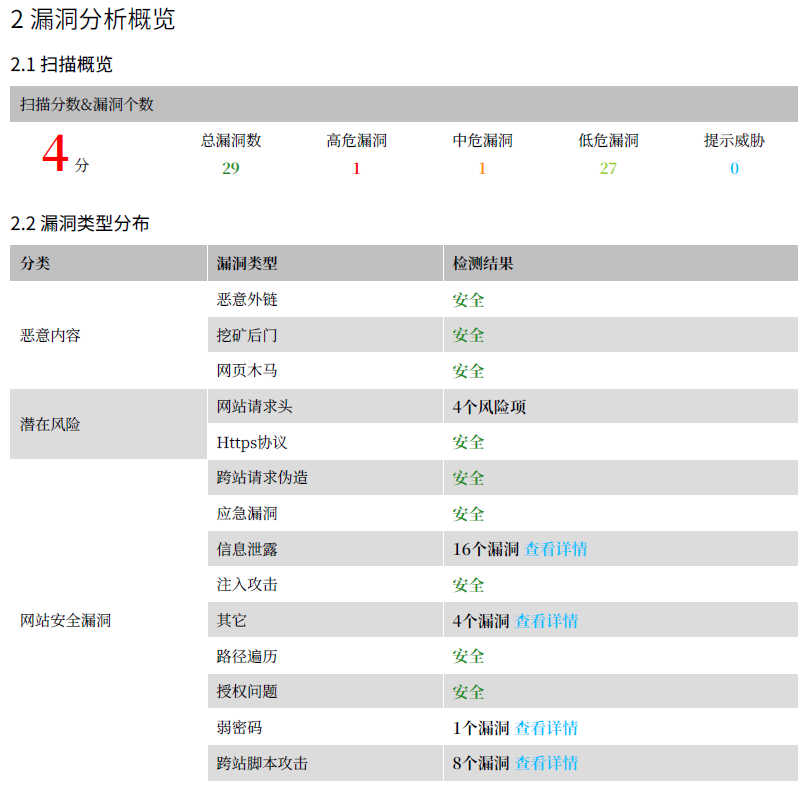 2 漏洞分析概览
2.1 扫描概览
扫描分数&漏洞个数
4 分
总漏洞数 高危漏洞 中危漏洞 低危漏洞 提示威胁
29 1 1 27 0
2.2 漏洞类型分布
分类 漏洞类型 检测结果
恶意内容
恶意外链 安全
挖矿后门 安全
网页木马 安全
潜在风险
网站请求头 4个风险项
Https协议 安全
网站安全漏洞
跨站请求伪造 安全
应急漏洞 安全
信息泄露 16个漏洞 查看详情
注入攻击 安全
其它 4个漏洞 查看详情
路径遍历 安全
授权问题 安全
弱密码 1个漏洞 查看详情
跨站脚本攻击 8个漏洞 查看详情